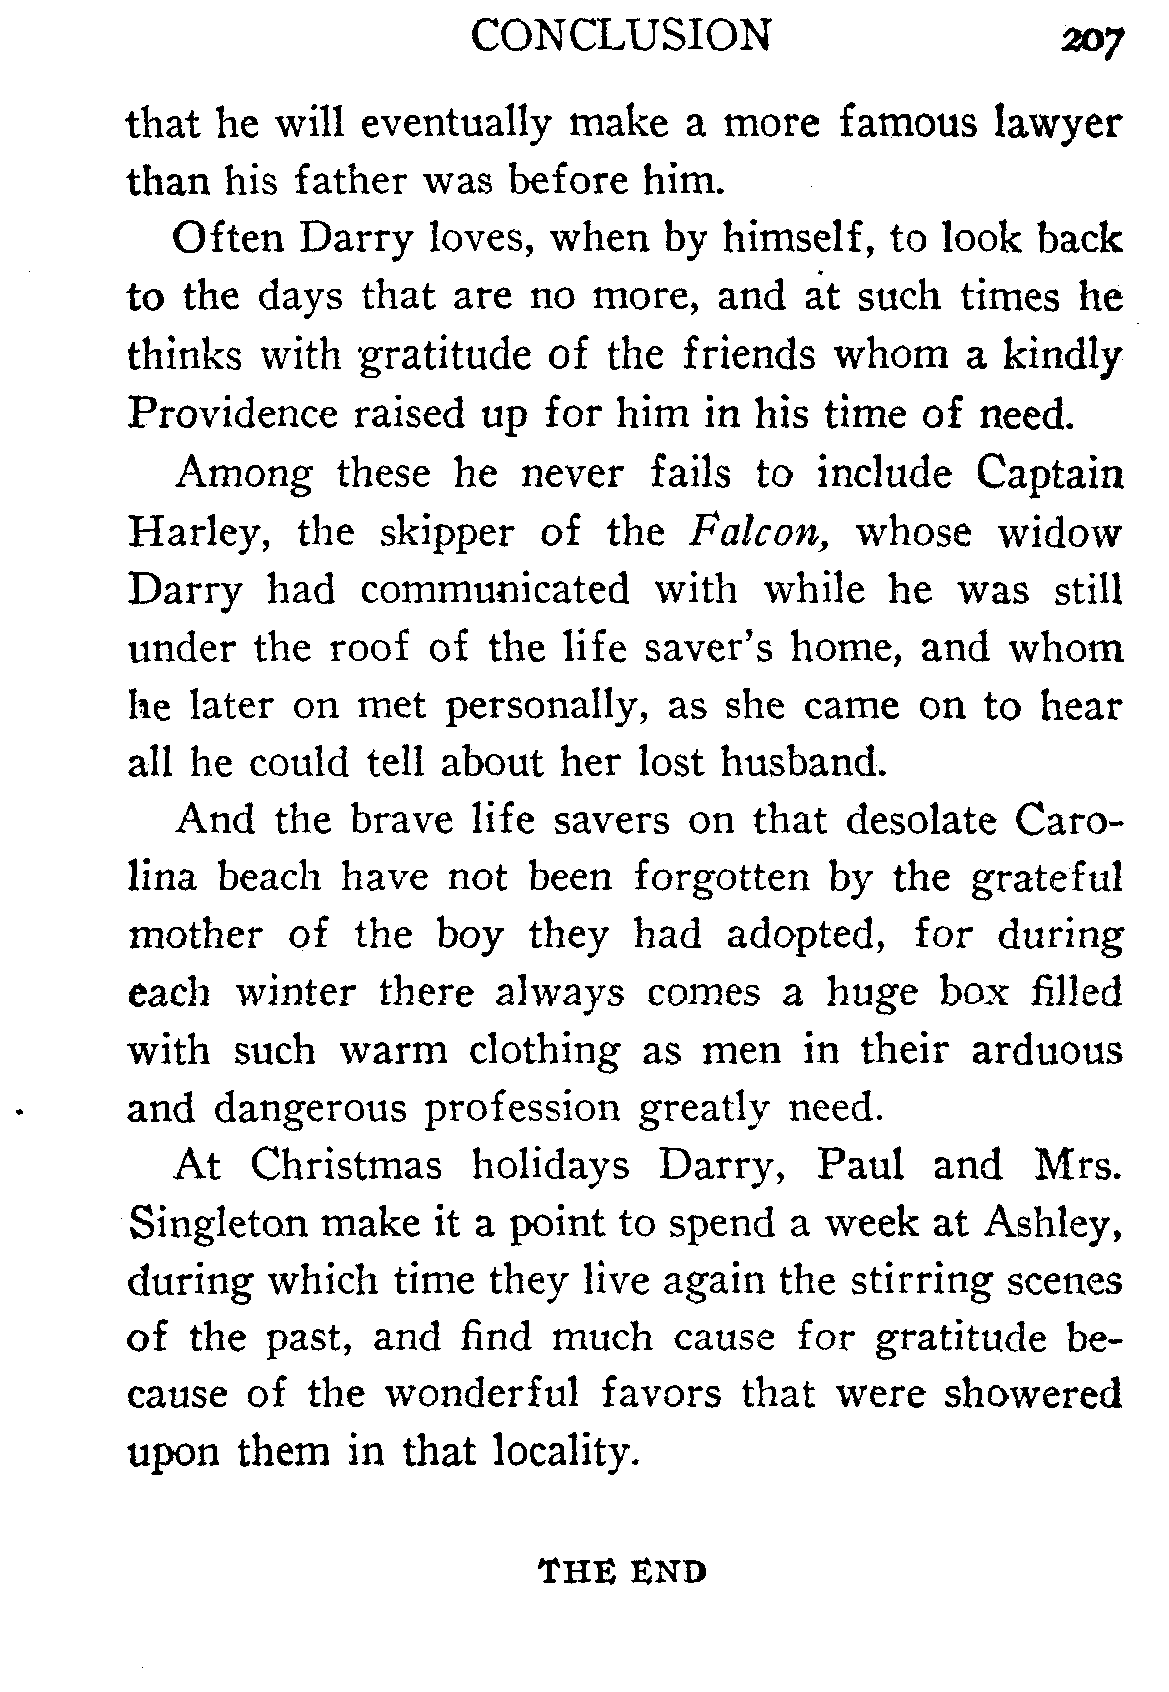 CONCLUSION 207
that he will eventually make a more famous lawyer
than his father was before him.
Often Darry loves, when by himself, to look back
to the days that are no more, and at such times he
thinks with gratitude of the friends whom a kindly
Providence raised up for him in his time of need.
Among these he never fails to include Captain
Harley, the skipper of the Falcon, whose widow
Darry had communicated with while he was still
under the roof of the life saver's home, and whom
he later on met personally, as she came on to hear
all he could tell about her lost husband.
And the brave life savers on that desolate Caro-
lina beach have not been forgotten by the grateful
mother of the boy they had adopted, for during
each winter there always comes a huge box filled
with such warm clothing as men in their arduous
and dangerous profession greatly need.
At Christmas holidays Darry, Paul and Mrs.
Singleton make it a point to spend a week at Ashley,
during which time they live again the stirring scenes
of the past, and find much cause for gratitude be-
cause of the wonderful favors that were showered
upon them in that locality.
THE END